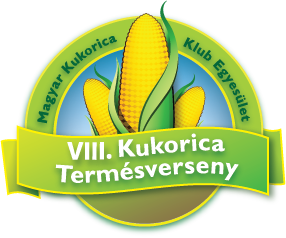 Magyar Kukorica Klub Egyesület
VIII. Kukorica
Termésverseny